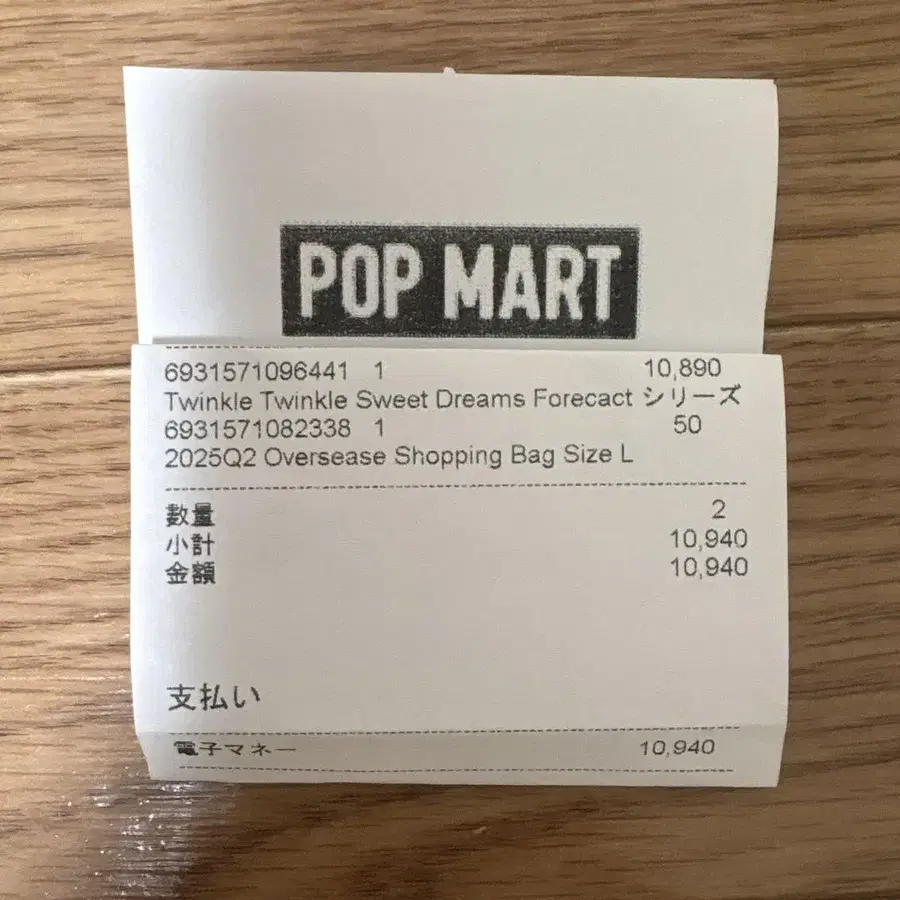 POP MART
6931571096441 1 10,890
Twinkle Twinkle Sweet Dreams Forecact シリーズ
6931571082338 1 50
2025Q2 Oversease Shopping Bag Size L
数量 2
小計 10,940
金額 10,940
支払い
電子マネー 10,940